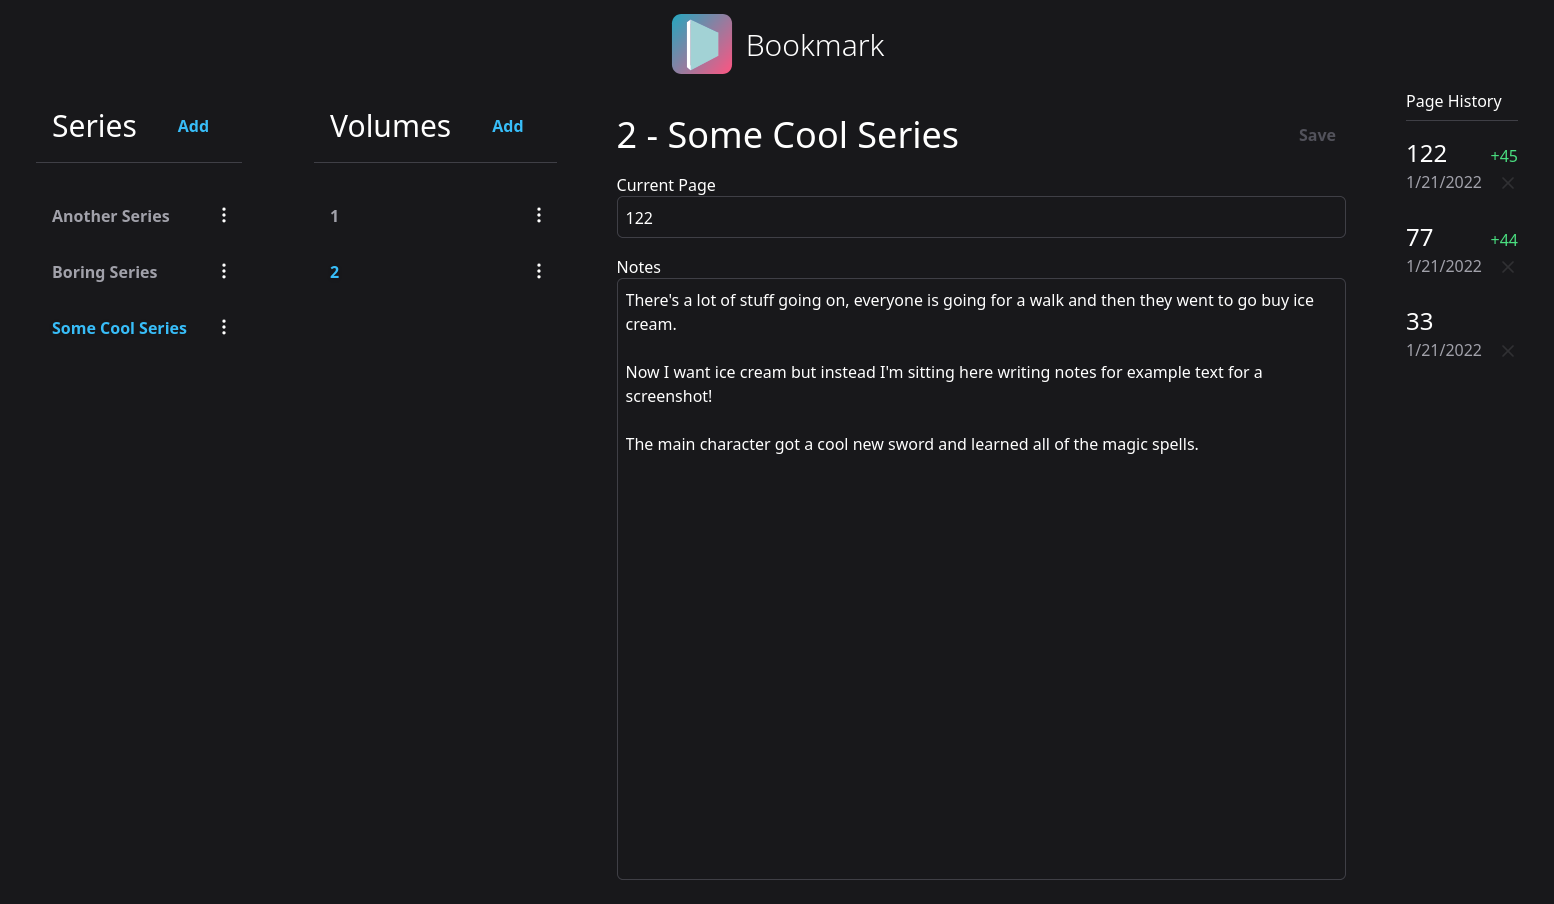 Bookmark
Series Add
Another Series
Boring Series
Some Cool Series
Volumes Add
1
2
2 - Some Cool Series Save
Current Page
122
Notes
There's a lot of stuff going on, everyone is going for a walk and then they went to go buy ice
cream.
Now I want ice cream but instead I'm sitting here writing notes for example text for a
screenshot!
The main character got a cool new sword and learned all of the magic spells.
Page History
122 +45
1/21/2022
77 +44
1/21/2022
33
1/21/2022